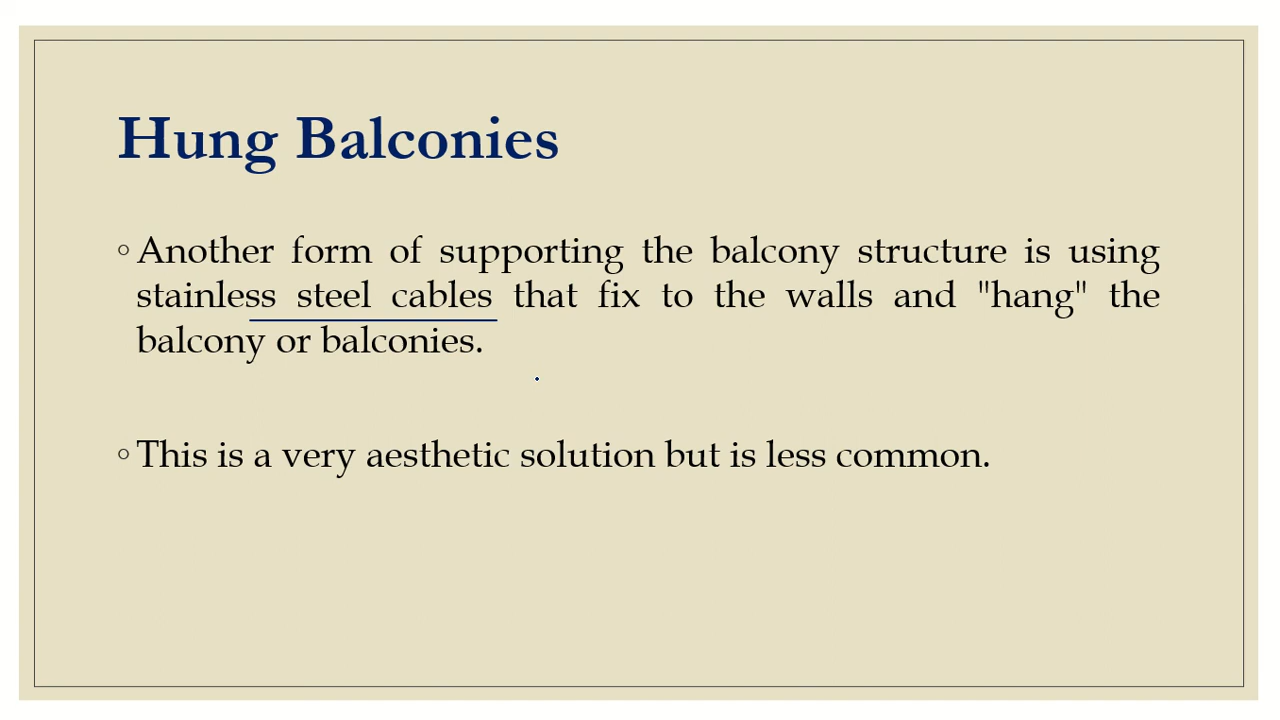 Hung Balconies
◦ Another form of supporting the balcony structure is using
stainless steel cables that fix to the walls and "hang" the
balcony or balconies.
◦ This is a very aesthetic solution but is less common.